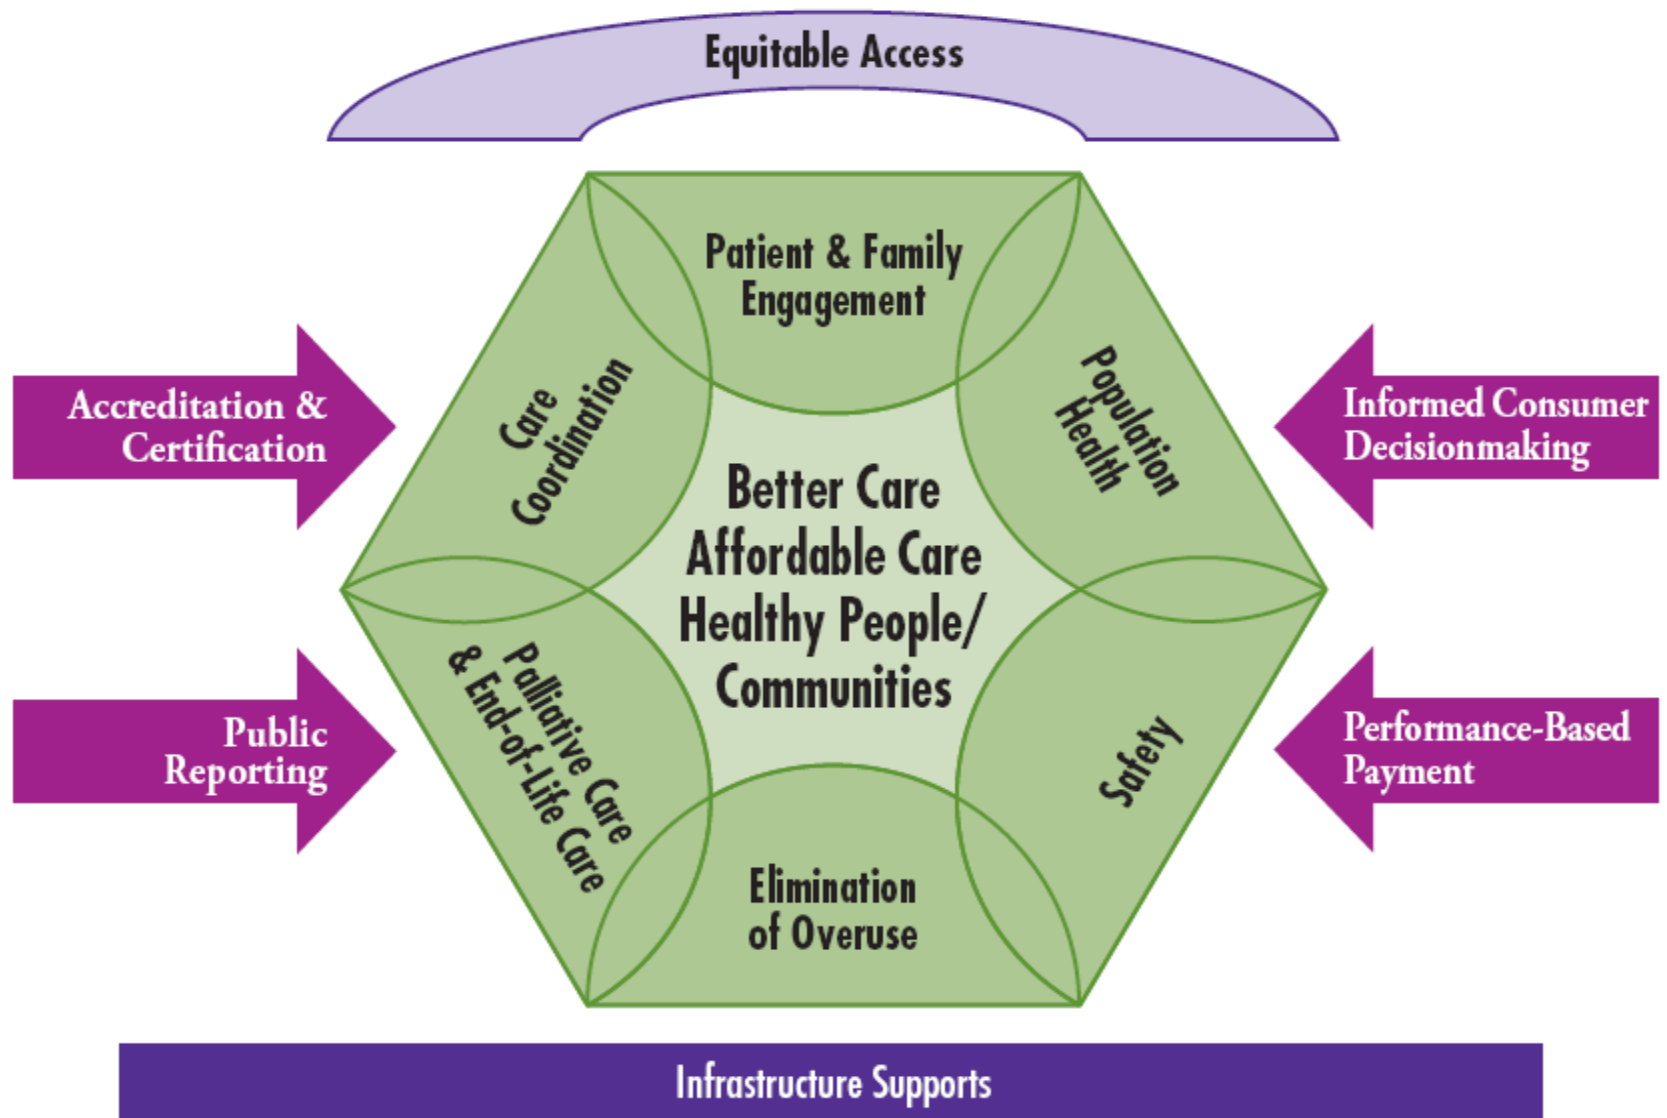 Equitable Access
Patient & Family
Engagement
Care
Coordination
Population
Health
Accreditation &
Certification
Informed Consumer
Decisionmaking
Better Care
Affordable Care
Healthy People/
Communities
Palliative Care
& End-of-Life Care
Safety
Public
Reporting
Performance-Based
Payment
Elimination
of Overuse
Infrastructure Supports